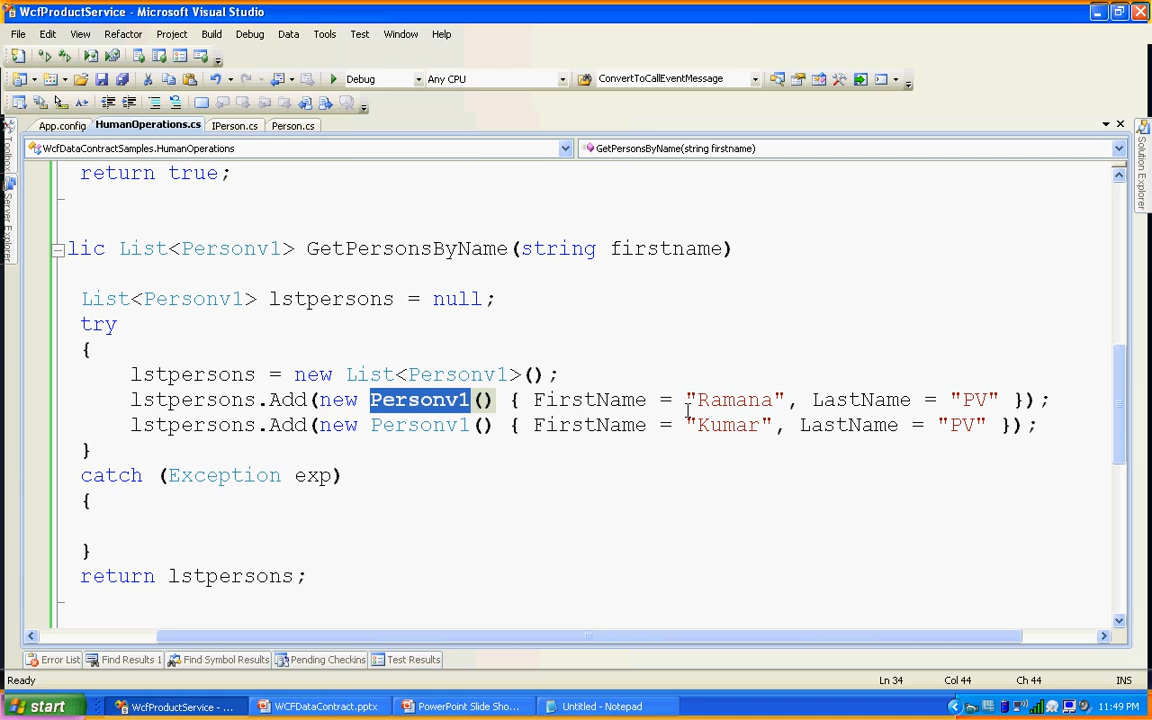 WcfProductService - Microsoft Visual Studio
File Edit View Refactor Project Build Debug Data Tools Test Window Help
Debug Any CPU ConvertToCallEventMessage
App.config HumanOperations.cs IPerson.cs Person.cs
WcfDataContractSamples.HumanOperations GetPersonsByName(string firstname)
Toolbox
Server Explorer
Solution Explorer
return true;
lic List<Personv1> GetPersonsByName(string firstname)
List<Personv1> lstpersons = null;
try
{
lstpersons = new List<Personv1>();
lstpersons.Add(new Personv1() { FirstName = "Ramana", LastName = "PV" });
lstpersons.Add(new Personv1() { FirstName = "Kumar", LastName = "PV" });
}
catch (Exception exp)
{
}
return lstpersons;
Error List Find Results 1 Find Symbol Results Pending Checkins Test Results
Ready Ln 34 Col 44 Ch 44 INS
start WcfProductService - ... WCFDataContract.pptx PowerPoint Slide Sho... Untitled - Notepad 11:49 PM